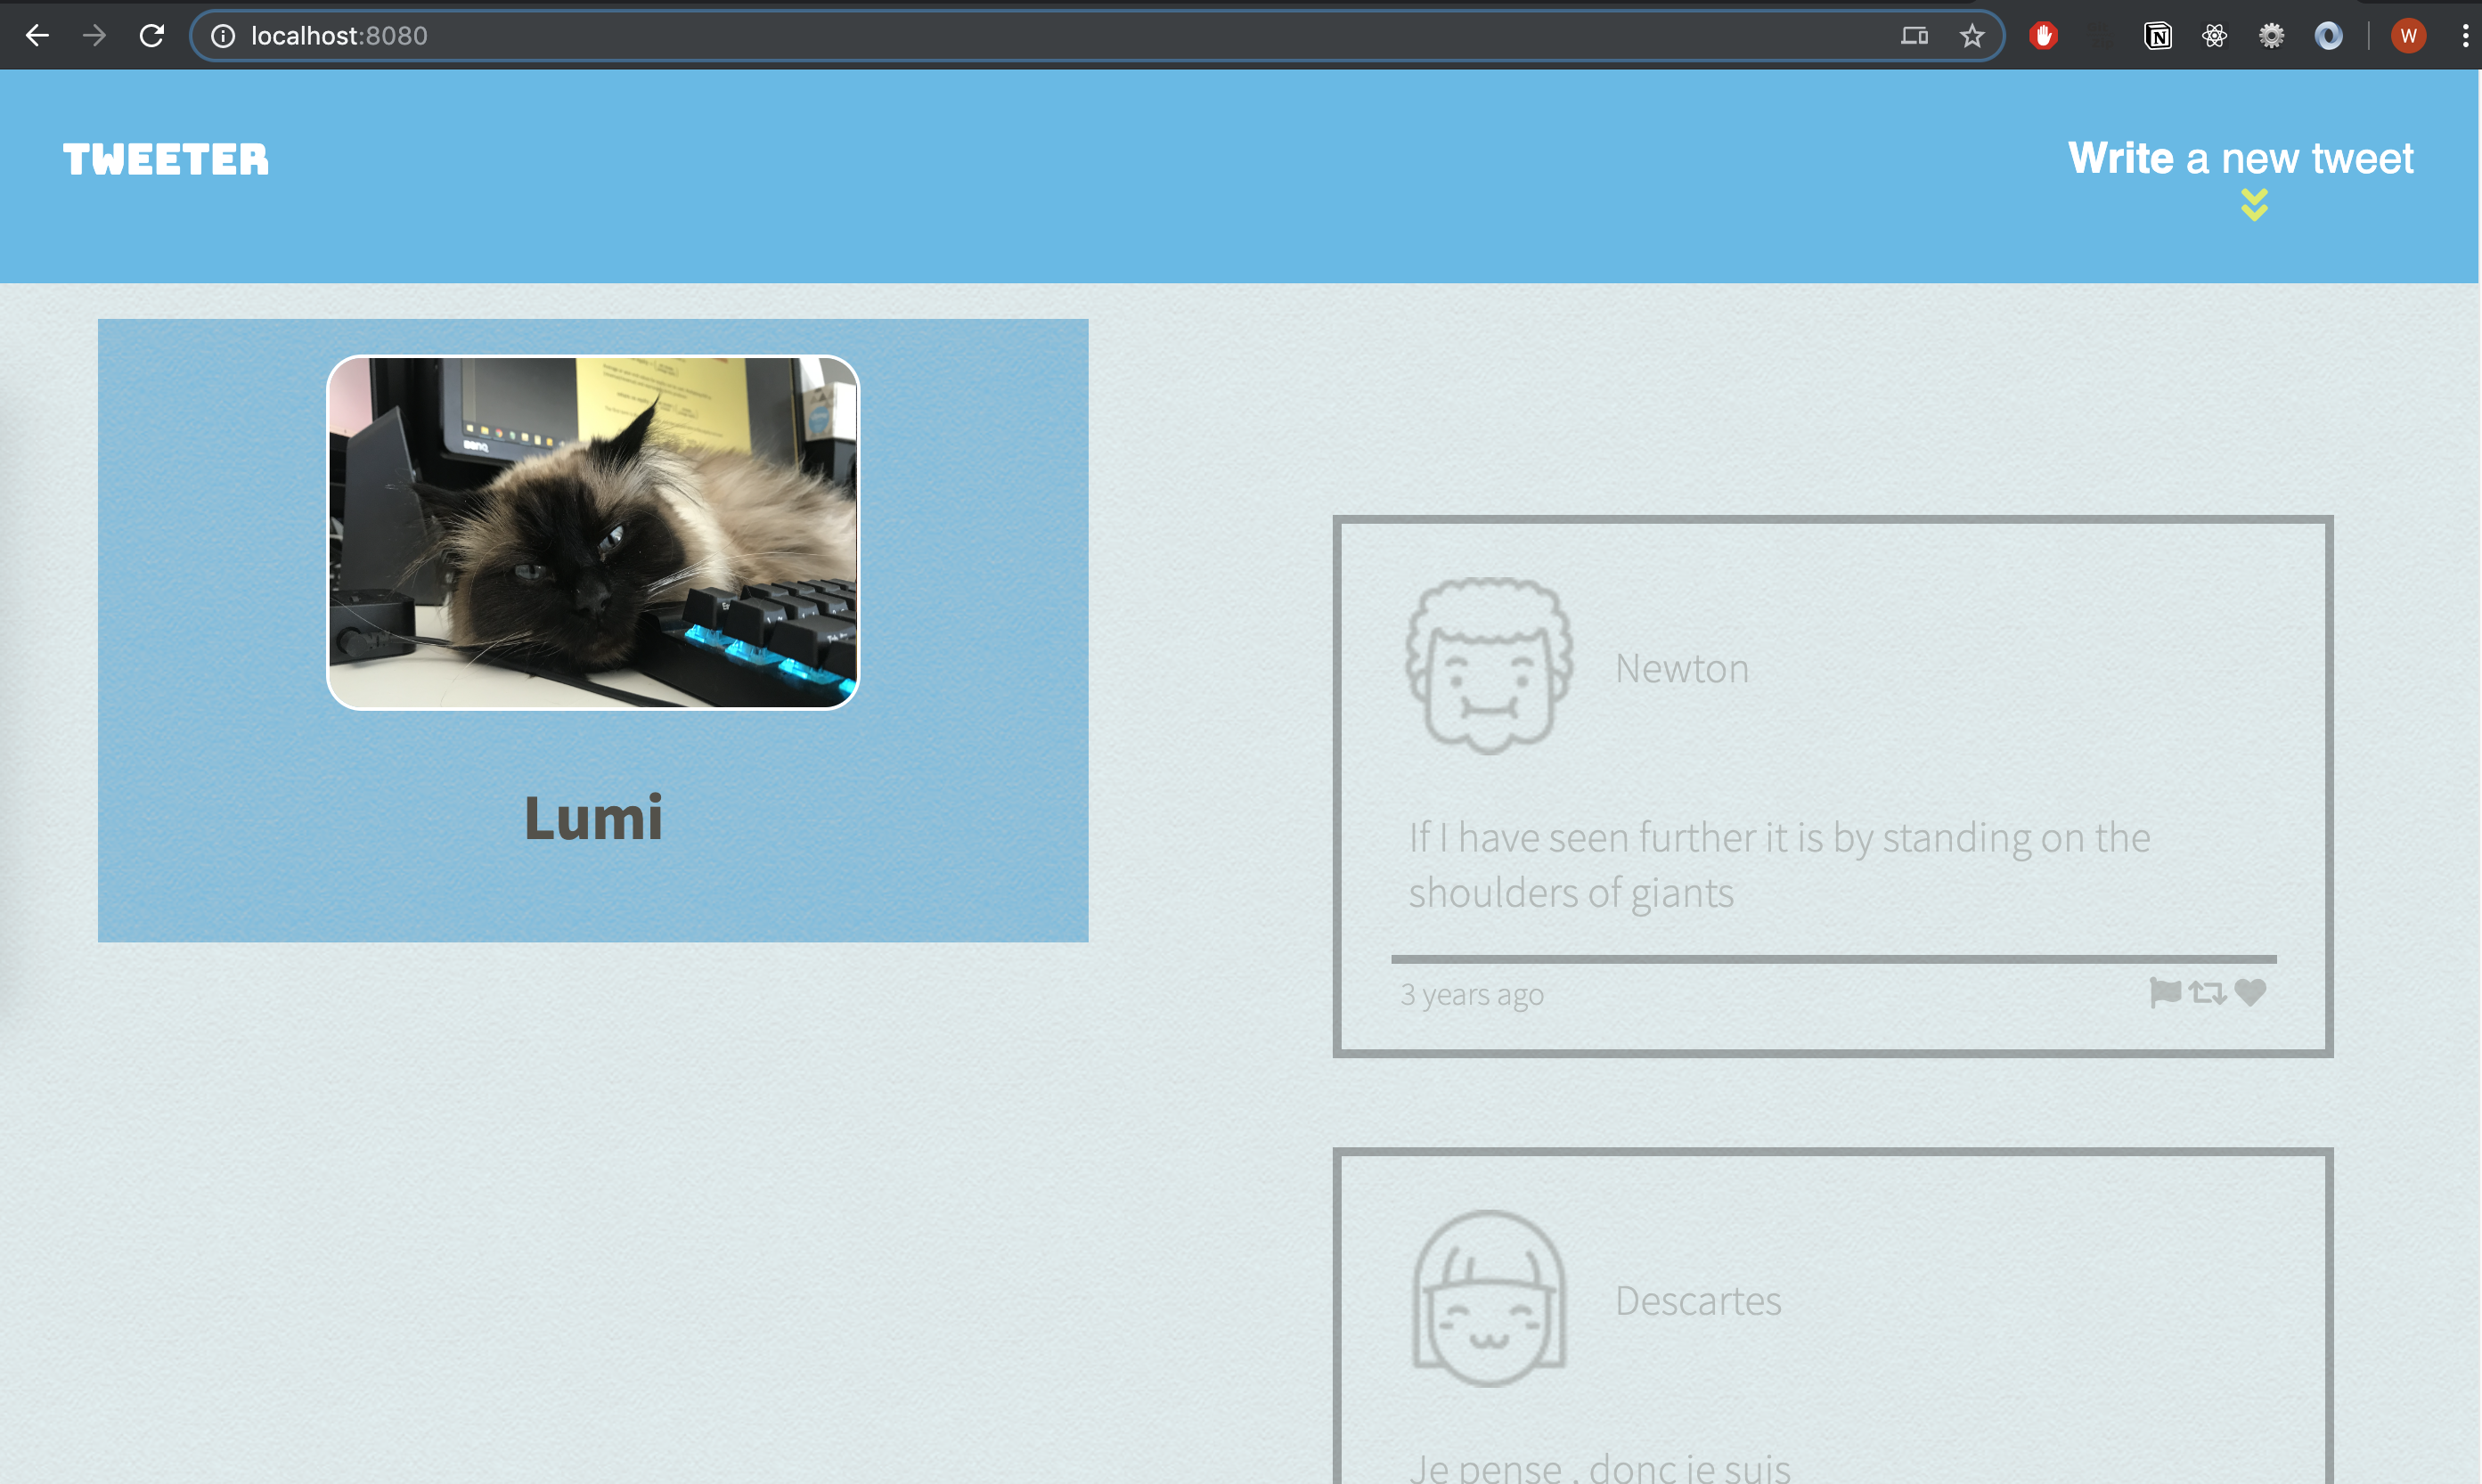 localhost:8080
N
W
TWEETER
Write a new tweet
BenQ
Lumi
Newton
If I have seen further it is by standing on the
shoulders of giants
3 years ago
Descartes
Je pense , donc je suis